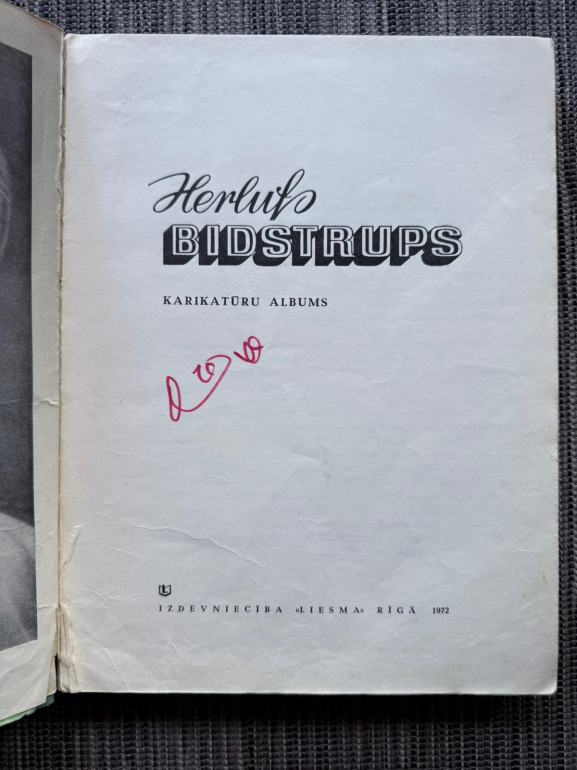 Herlufs
BIDSTRUPS
KARIKATŪRU ALBUMS
IZDEVNIECĪBA «LIESMA» RĪGĀ 1972